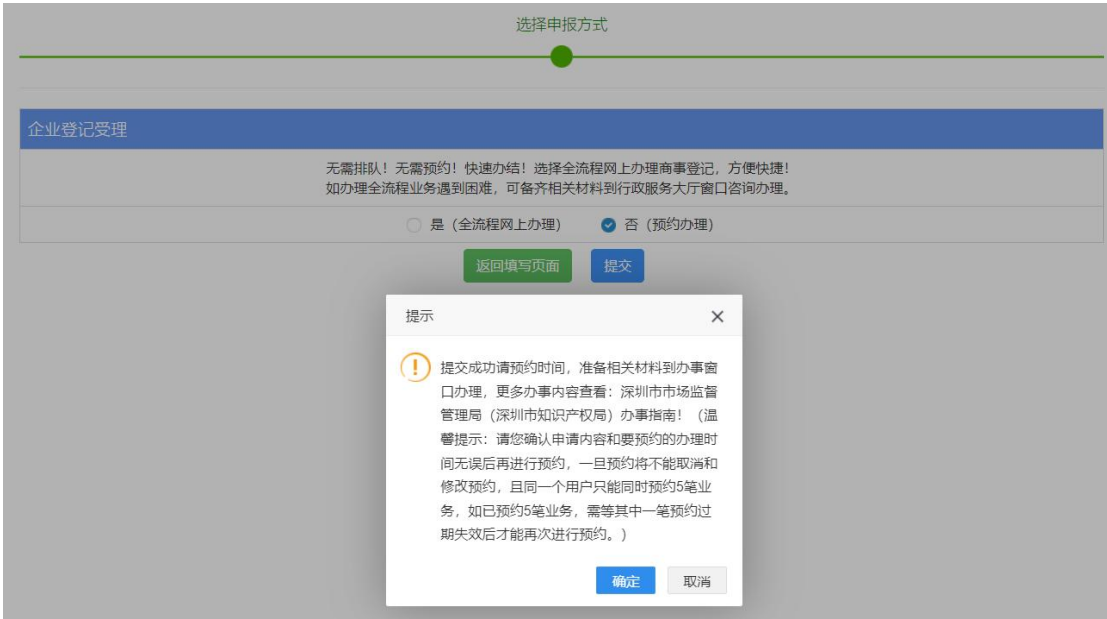 选择申报方式
企业登记受理
无需排队！无需预约！快速办结！选择全流程网上办理商事登记，方便快捷！
如办理全流程业务遇到困难，可备齐相关材料到行政服务大厅窗口咨询办理。
是（全流程网上办理） 否（预约办理）
返回填写页面 提交
提示
提交成功请预约时间，准备相关材料到办事窗
口办理，更多办事内容查看：深圳市市场监督
管理局（深圳市知识产权局）办事指南！（温
馨提示：请您确认申请内容和要预约的办理时
间无误后再进行预约，一旦预约将不能取消和
修改预约，且同一个用户只能同时预约5笔业
务，如已预约5笔业务，需等其中一笔预约过
期失效后才能再次进行预约。）
确定 取消